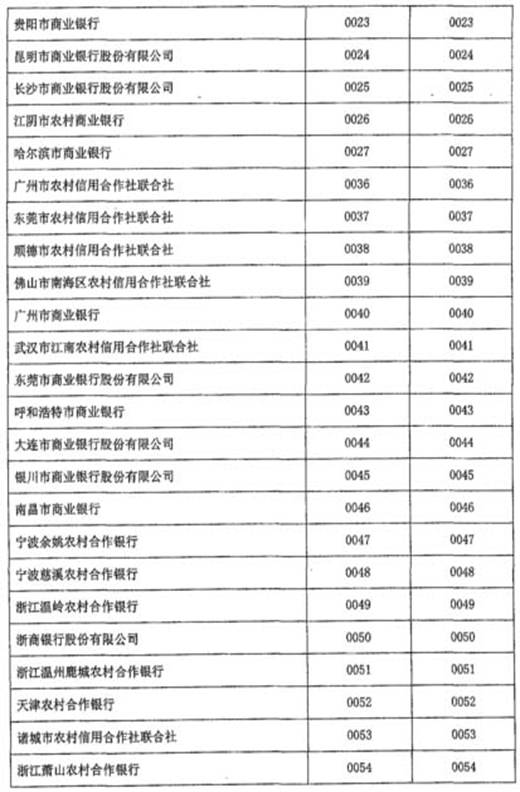 贵阳市商业银行 0023 0023
昆明市商业银行股份有限公司 0024 0024
长沙市商业银行股份有限公司 0025 0025
江阴市农村商业银行 0026 0026
哈尔滨市商业银行 0027 0027
广州市农村信用合作社联合社 0036 0036
东莞市农村信用合作社联合社 0037 0037
顺德市农村信用合作社联合社 0038 0038
佛山市南海区农村信用合作社联合社 0039 0039
广州市商业银行 0040 0040
武汉市江南农村信用合作社联合社 0041 0041
东莞市商业银行股份有限公司 0042 0042
呼和浩特市商业银行 0043 0043
大连市商业银行股份有限公司 0044 0044
银川市商业银行股份有限公司 0045 0045
南昌市商业银行 0046 0046
宁波余姚农村合作银行 0047 0047
宁波慈溪农村合作银行 0048 0048
浙江温岭农村合作银行 0049 0049
浙商银行股份有限公司 0050 0050
浙江温州鹿城农村合作银行 0051 0051
天津农村合作银行 0052 0052
诸城市农村信用合作社联合社 0053 0053
浙江萧山农村合作银行 0054 0054